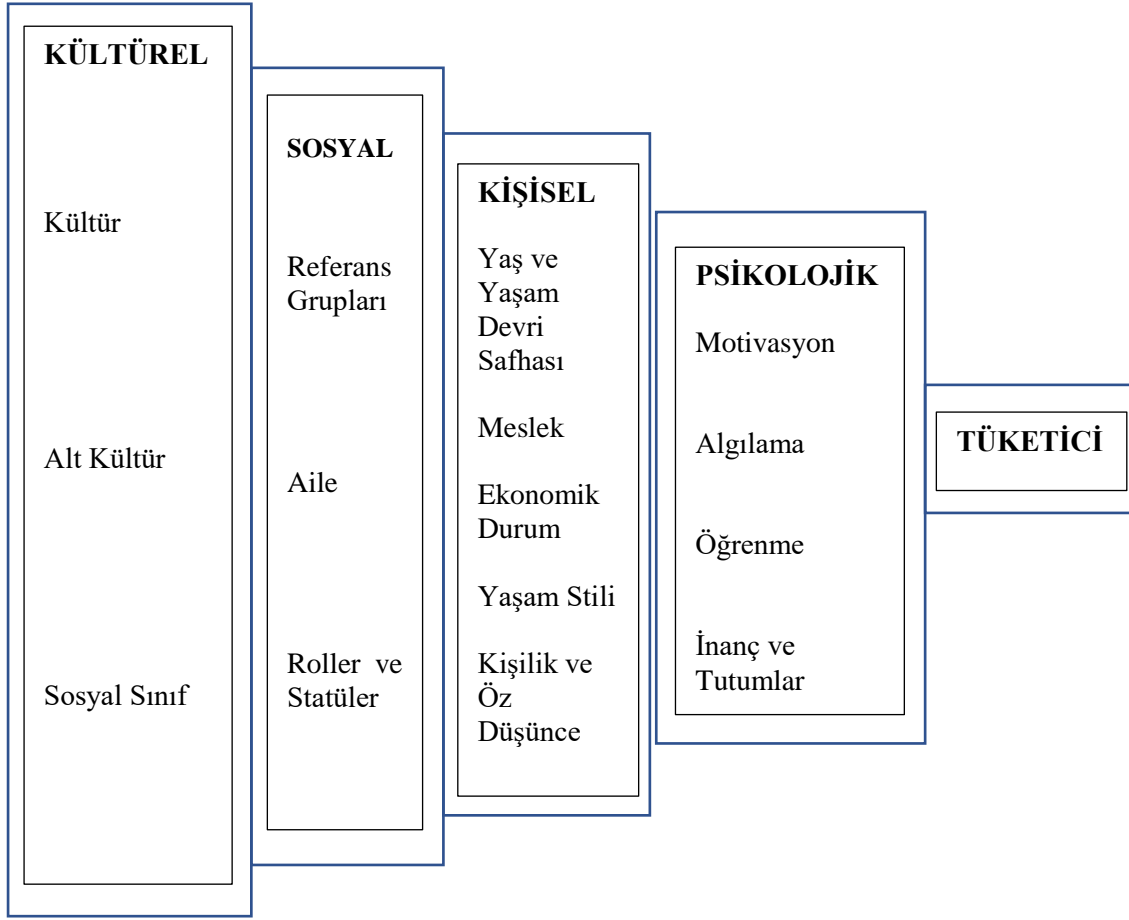 KÜLTÜREL
Kültür
Alt Kültür
Sosyal Sınıf
SOSYAL
Referans
Grupları
Aile
Roller ve
Statüler
KİŞİSEL
Yaş ve
Yaşam
Devri
Safhası
Meslek
Ekonomik
Durum
Yaşam Stili
Kişilik ve
Öz
Düşünce
PSİKOLOJİK
Motivasyon
Algılama
Öğrenme
İnanç ve
Tutumlar
TÜKETİCİ